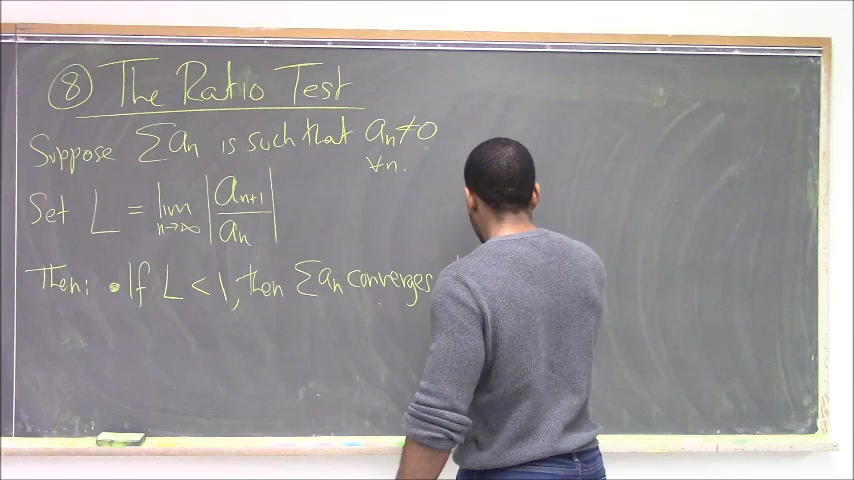 ⑧ The Ratio Test
Suppose ∑ aₙ is such that aₙ ≠ 0
∀n.
Set L = lim n→∞ |aₙ₊₁ / aₙ|
Then: • If L < 1, then ∑ aₙ converges